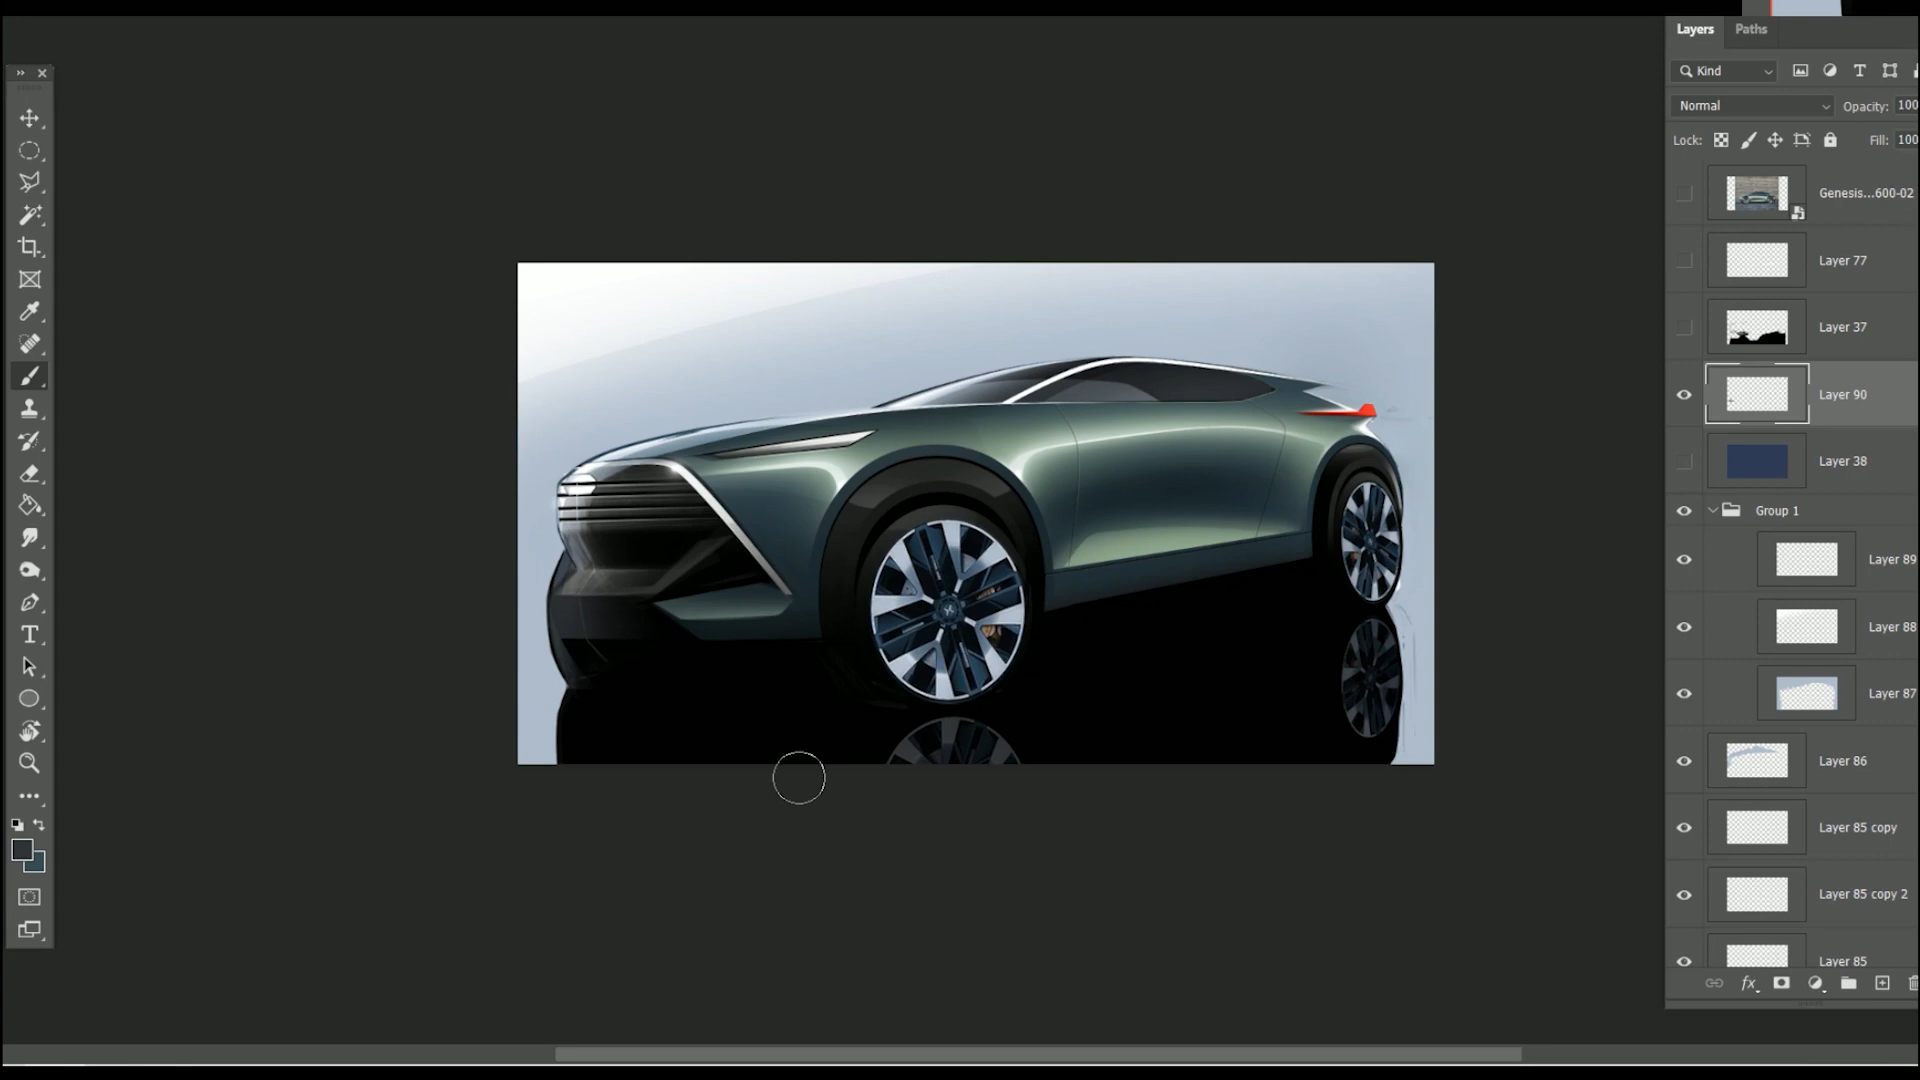 Layers Paths
Kind
Normal Opacity: 100
Lock: Fill: 100
Genesis...600-02
Layer 77
Layer 37
Layer 90
Layer 38
Group 1
Layer 89
Layer 88
Layer 87
Layer 86
Layer 85 copy
Layer 85 copy 2
Layer 85
fx